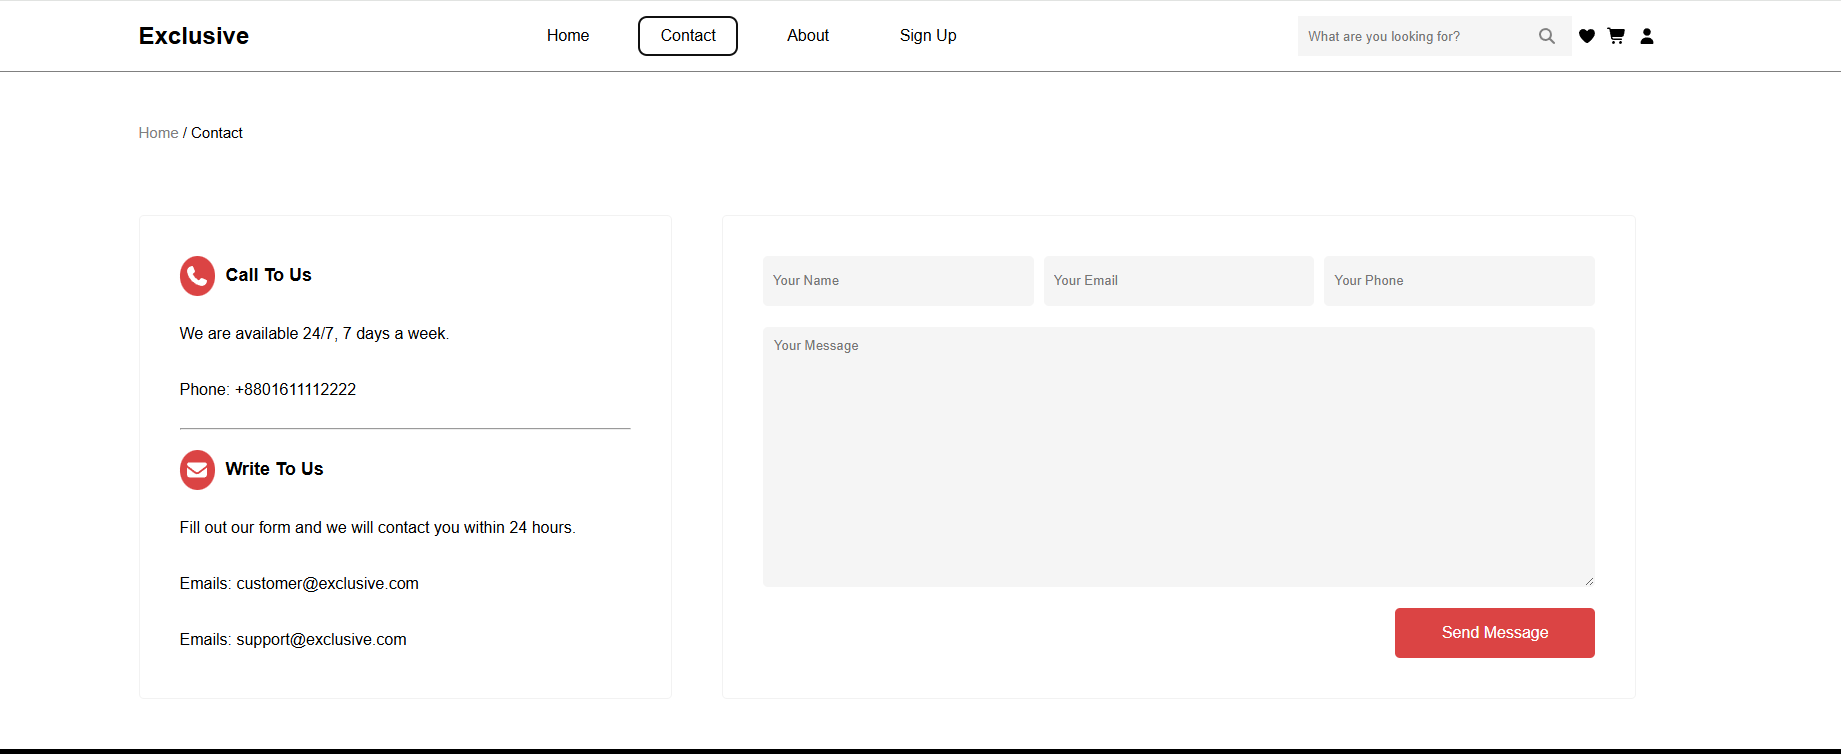 Exclusive Home Contact About Sign Up What are you looking for?
Home / Contact
Call To Us
We are available 24/7, 7 days a week.
Phone: +8801611112222
Write To Us
Fill out our form and we will contact you within 24 hours.
Emails: customer@exclusive.com
Emails: support@exclusive.com
Your Name Your Email Your Phone
Your Message
Send Message